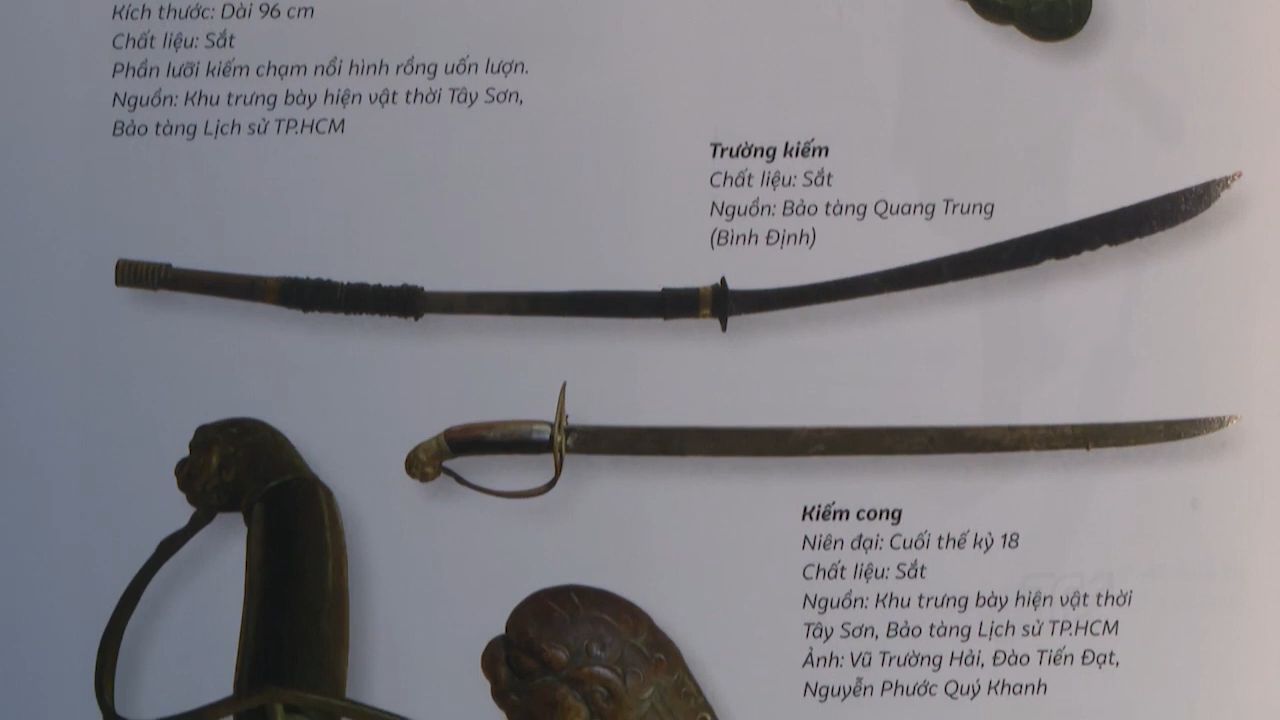 Kích thước: Dài 96 cm
Chất liệu: Sắt
Phần lưỡi kiếm chạm nổi hình rồng uốn lượn.
Nguồn: Khu trưng bày hiện vật thời Tây Sơn,
Bảo tàng Lịch sử TP.HCM
Trường kiếm
Chất liệu: Sắt
Nguồn: Bảo tàng Quang Trung
(Bình Định)
Kiếm cong
Niên đại: Cuối thế kỷ 18
Chất liệu: Sắt
Nguồn: Khu trưng bày hiện vật thời
Tây Sơn, Bảo tàng Lịch sử TP.HCM
Ảnh: Vũ Trường Hải, Đào Tiến Đạt,
Nguyễn Phước Quý Khanh